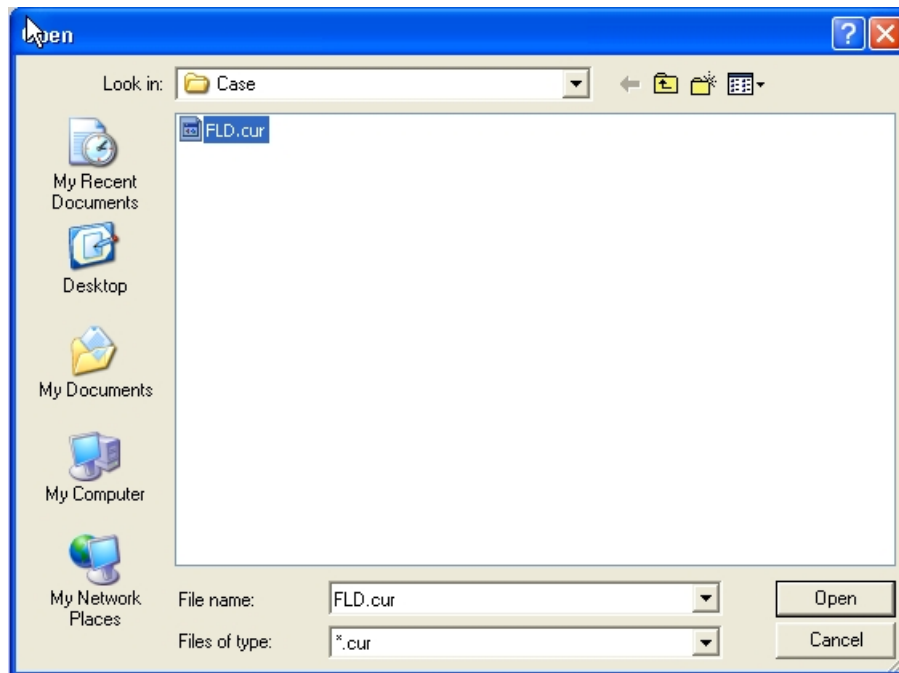 Open
Look in: Case
FLD.cur
My Recent
Documents
Desktop
My Documents
My Computer
My Network
Places
File name: FLD.cur Open
Files of type: *.cur Cancel